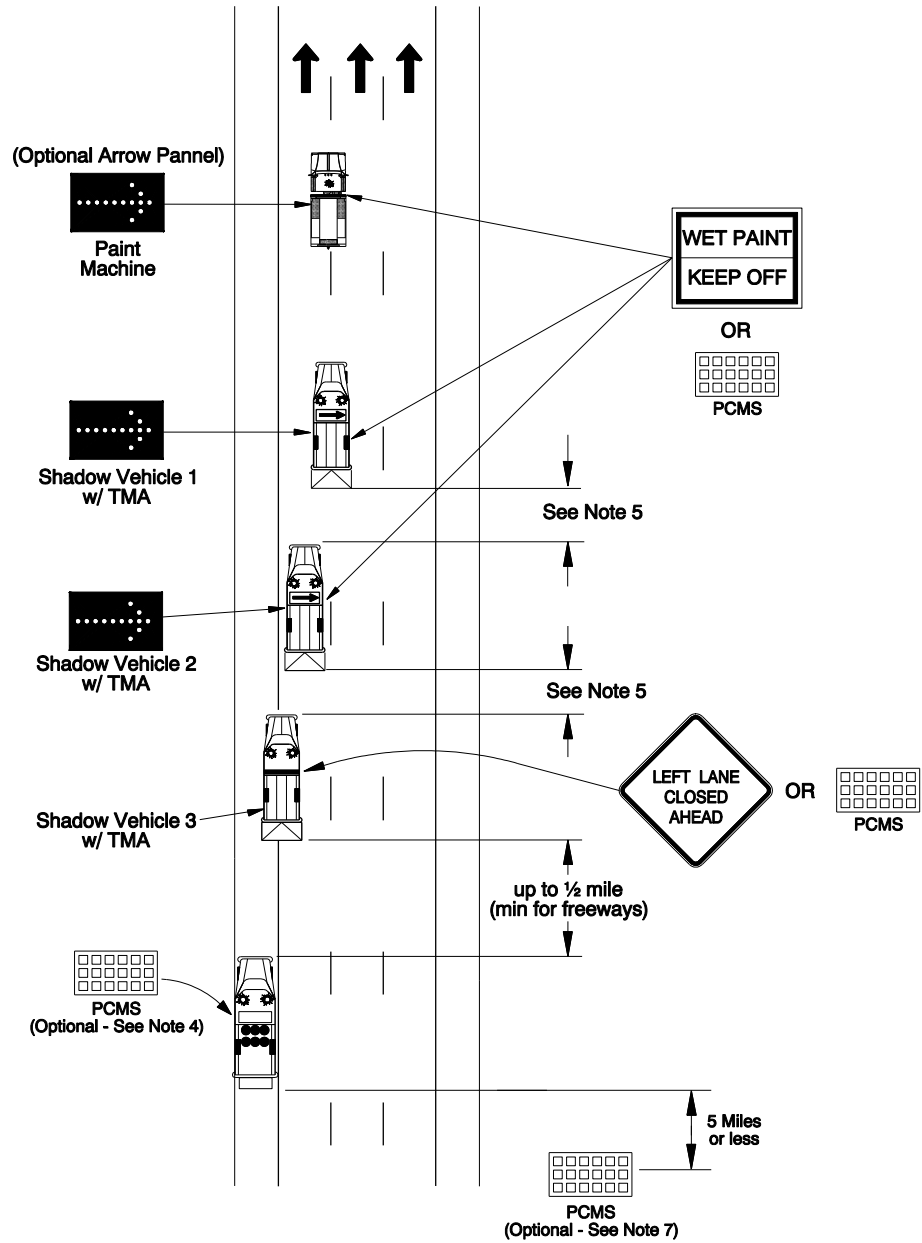 (Optional Arrow Pannel)
Paint
Machine
WET PAINT
KEEP OFF
OR
PCMS
Shadow Vehicle 1
w/ TMA
See Note 5
Shadow Vehicle 2
w/ TMA
See Note 5
LEFT LANE
CLOSED
AHEAD
OR
PCMS
Shadow Vehicle 3
w/ TMA
up to ½ mile
(min for freeways)
PCMS
(Optional - See Note 4)
5 Miles
or less
PCMS
(Optional - See Note 7)